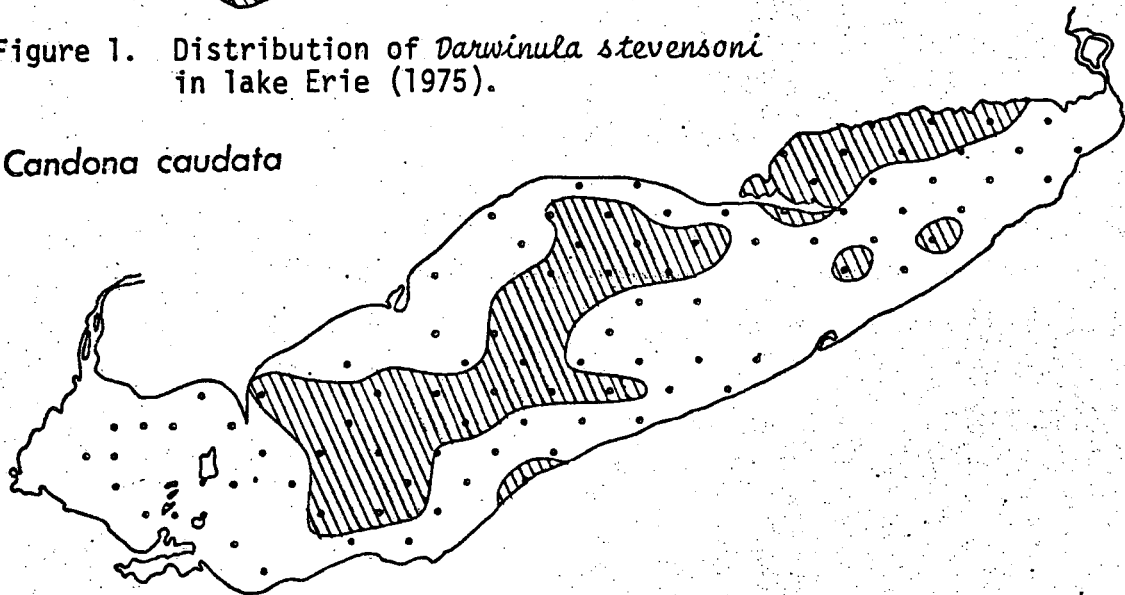 Figure 1. Distribution of Darwinula stevensoni
in lake Erie (1975).
Candona caudata